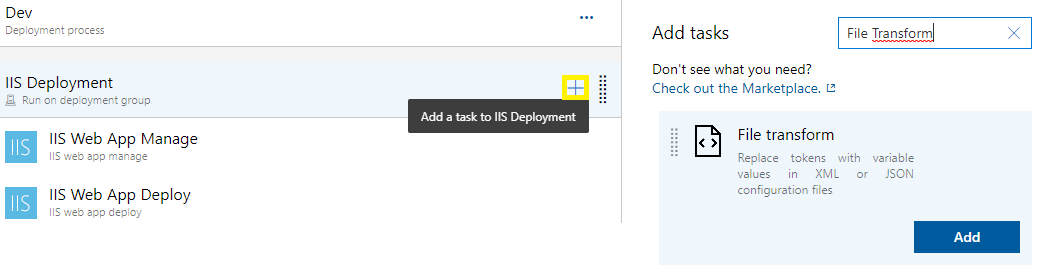 Dev
Deployment process
...
IIS Deployment
Run on deployment group
Add a task to IIS Deployment
IIS
IIS Web App Manage
IIS web app manage
IIS
IIS Web App Deploy
IIS web app deploy
Add tasks
File Transform
Don't see what you need?
Check out the Marketplace.
File transform
Replace tokens with variable
values in XML or JSON
configuration files
Add